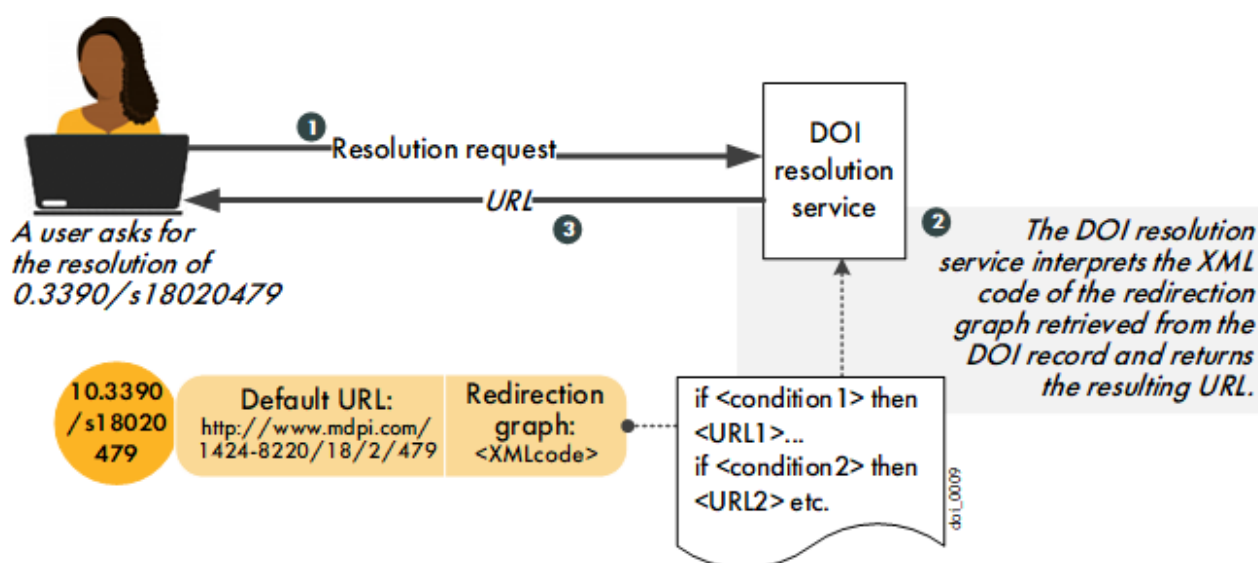 1
Resolution request
DOI
resolution
service
URL
3
A user asks for
the resolution of
0.3390/s18020479
2
The DOI resolution
service interprets the XML
code of the redirection
graph retrieved from the
DOI record and returns
the resulting URL.
10.3390
/s18020
479
Default URL:
http://www.mdpi.com/
1424-8220/18/2/479
Redirection
graph:
<XMLcode>
if <condition1> then
<URL1>...
if <condition2> then
<URL2> etc.
doi_0009